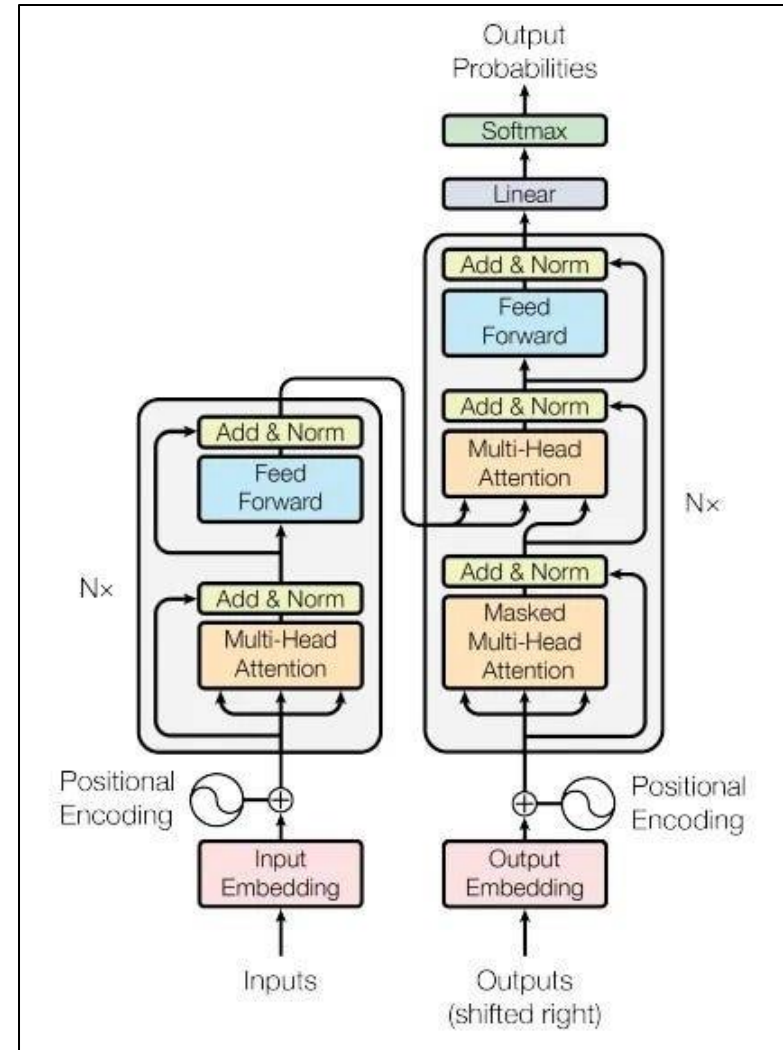 Output
Probabilities
Softmax
Linear
Add & Norm
Feed
Forward
Add & Norm
Multi-Head
Attention
Add & Norm
Masked
Multi-Head
Attention
N×
Add & Norm
Feed
Forward
N×
Add & Norm
Multi-Head
Attention
Positional
Encoding
Positional
Encoding
Input
Embedding
Output
Embedding
Inputs
Outputs
(shifted right)